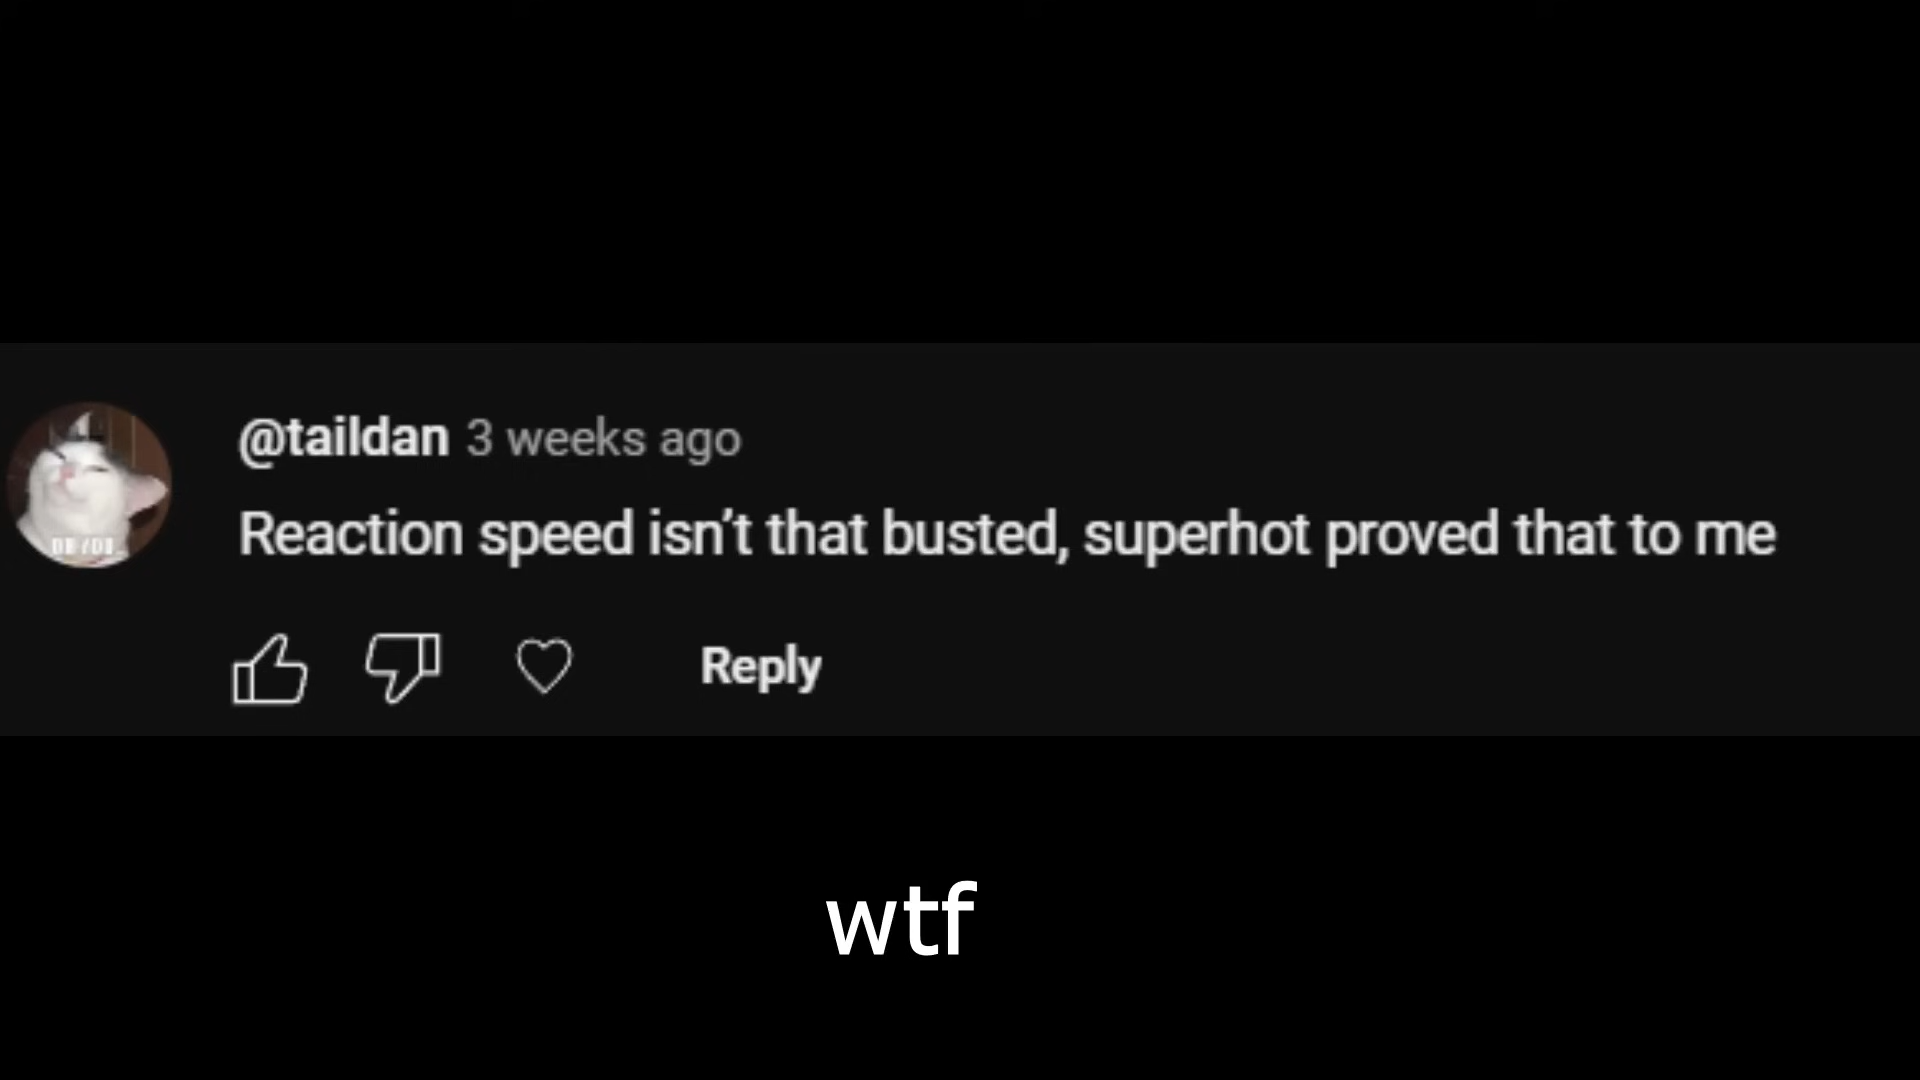 @taildan 3 weeks ago
Reaction speed isn’t that busted, superhot proved that to me
Reply
wtf